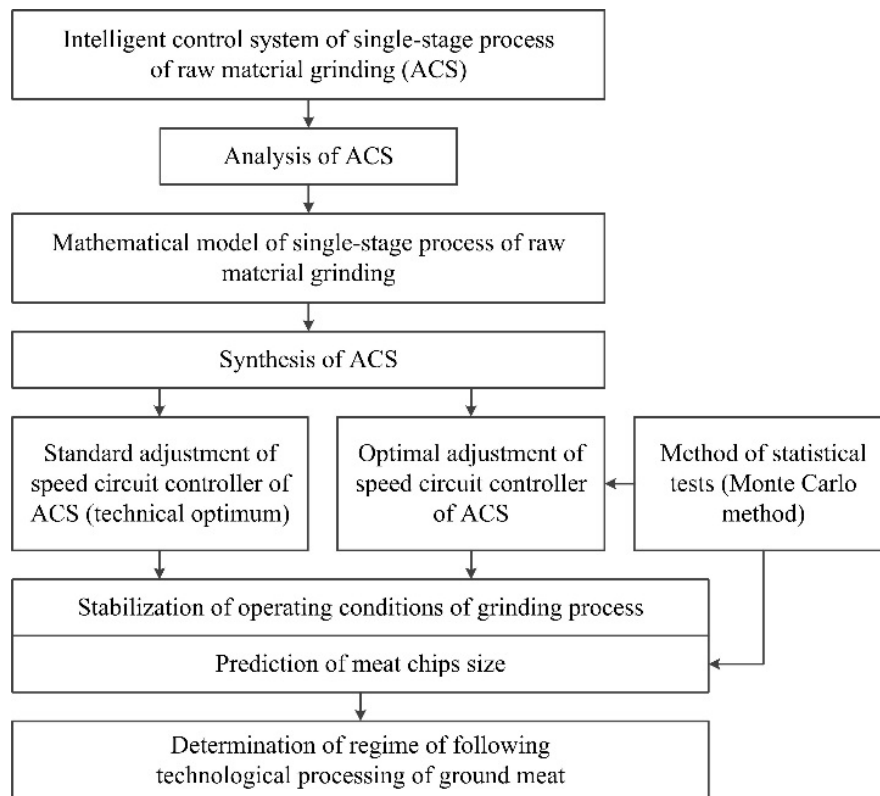 Intelligent control system of single-stage process
of raw material grinding (ACS)
Analysis of ACS
Mathematical model of single-stage process of raw
material grinding
Synthesis of ACS
Standard adjustment of
speed circuit controller of
ACS (technical optimum)
Optimal adjustment of
speed circuit controller
of ACS
Method of statistical
tests (Monte Carlo
method)
Stabilization of operating conditions of grinding process
Prediction of meat chips size
Determination of regime of following
technological processing of ground meat